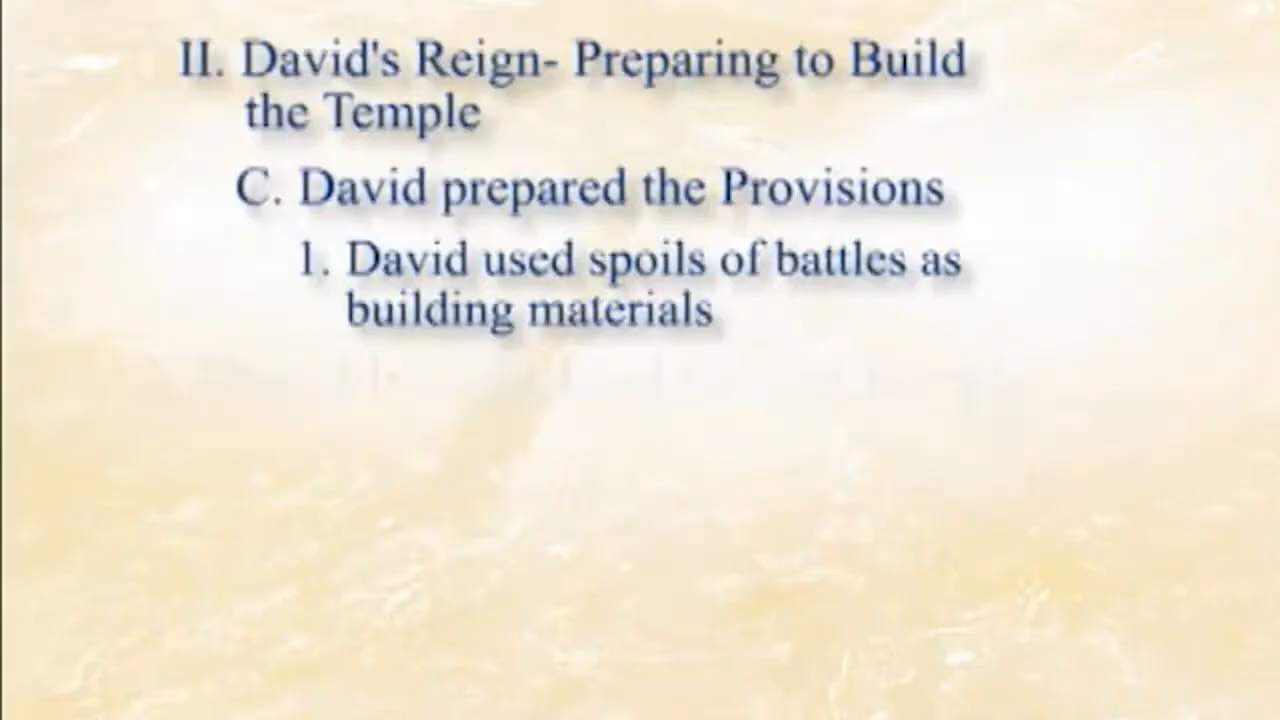 II. David's Reign- Preparing to Build
the Temple
C. David prepared the Provisions
1. David used spoils of battles as
building materials